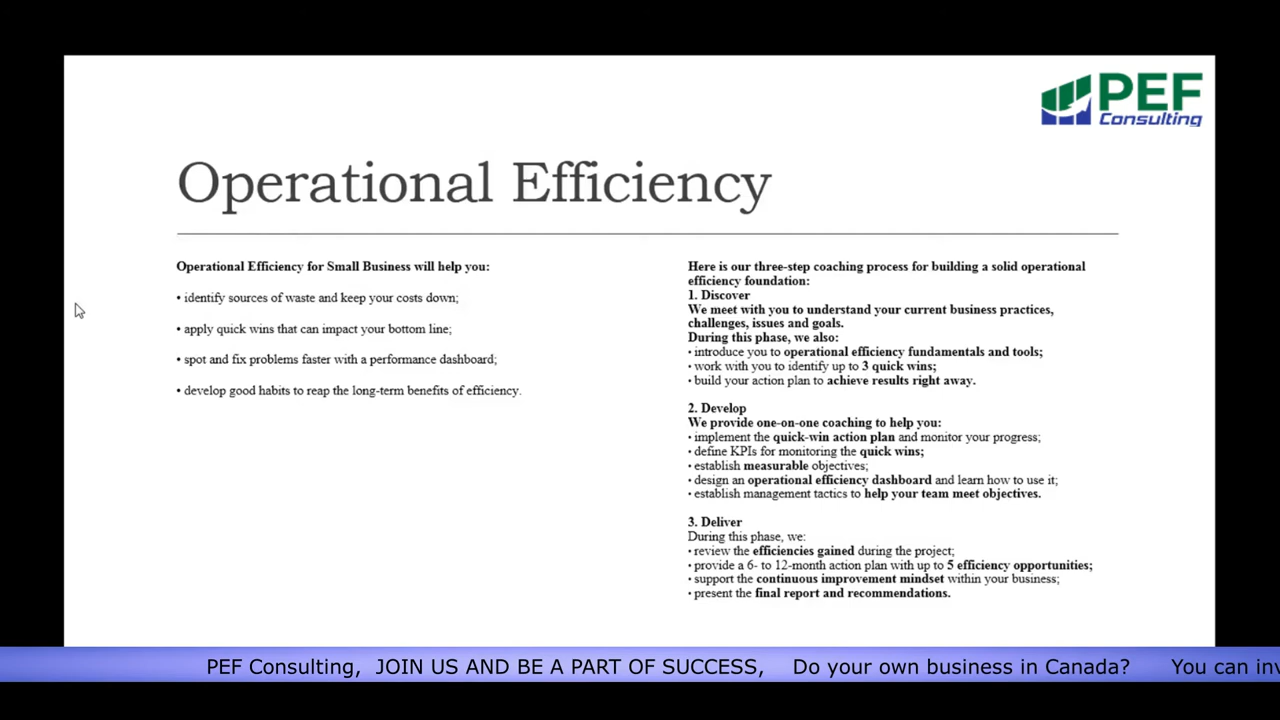 PEF
Consulting
Operational Efficiency
Operational Efficiency for Small Business will help you:
• identify sources of waste and keep your costs down;
• apply quick wins that can impact your bottom line;
• spot and fix problems faster with a performance dashboard;
• develop good habits to reap the long-term benefits of efficiency.
Here is our three-step coaching process for building a solid operational
efficiency foundation:
1. Discover
We meet with you to understand your current business practices,
challenges, issues and goals.
During this phase, we also:
• introduce you to operational efficiency fundamentals and tools;
• work with you to identify up to 3 quick wins;
• build your action plan to achieve results right away.
2. Develop
We provide one-on-one coaching to help you:
• implement the quick-win action plan and monitor your progress;
• define KPIs for monitoring the quick wins;
• establish measurable objectives;
• design an operational efficiency dashboard and learn how to use it;
• establish management tactics to help your team meet objectives.
3. Deliver
During this phase, we:
• review the efficiencies gained during the project;
• provide a 6- to 12-month action plan with up to 5 efficiency opportunities;
• support the continuous improvement mindset within your business;
• present the final report and recommendations.
PEF Consulting, JOIN US AND BE A PART OF SUCCESS, Do your own business in Canada? You can